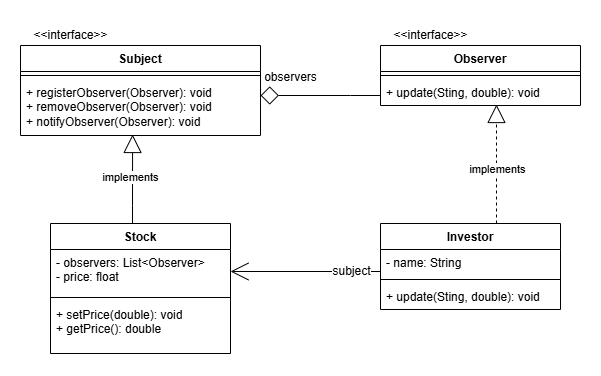 <<interface>>
Subject
+ registerObserver(Observer): void
+ removeObserver(Observer): void
+ notifyObserver(Observer): void
observers
<<interface>>
Observer
+ update(Sting, double): void
implements
implements
Stock
- observers: List<Observer>
- price: float
+ setPrice(double): void
+ getPrice(): double
subject
Investor
- name: String
+ update(Sting, double): void